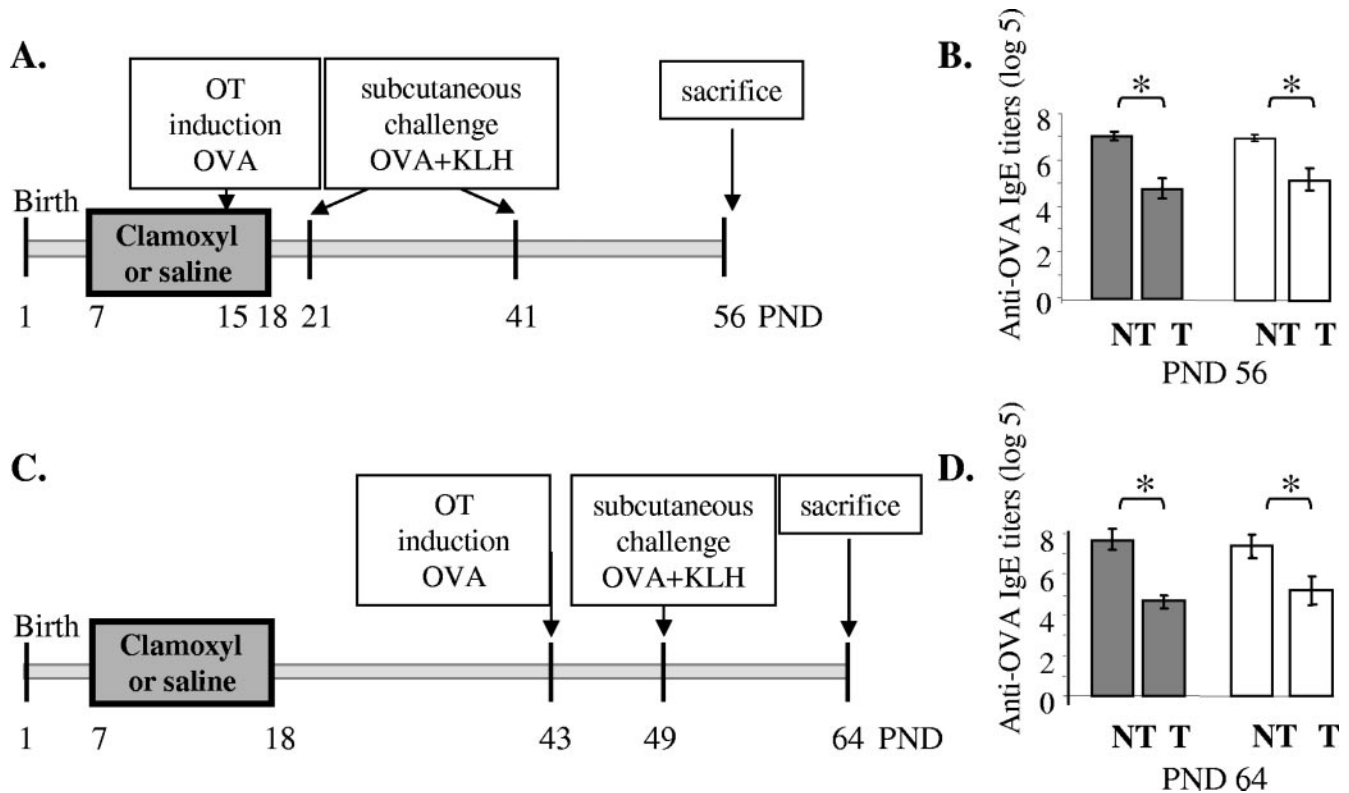 A.
OT
induction
OVA
subcutaneous
challenge
OVA+KLH
sacrifice
Birth
Clamoxyl
or saline
1 7 15 18 21 41 56 PND
B.
Anti-OVA IgE titers (log 5)
* *
8
6
4
2
0
NT T NT T
PND 56
C.
OT
induction
OVA
subcutaneous
challenge
OVA+KLH
sacrifice
Birth
Clamoxyl
or saline
1 7 18 43 49 64 PND
D.
Anti-OVA IgE titers (log 5)
* *
8
6
4
2
0
NT T NT T
PND 64